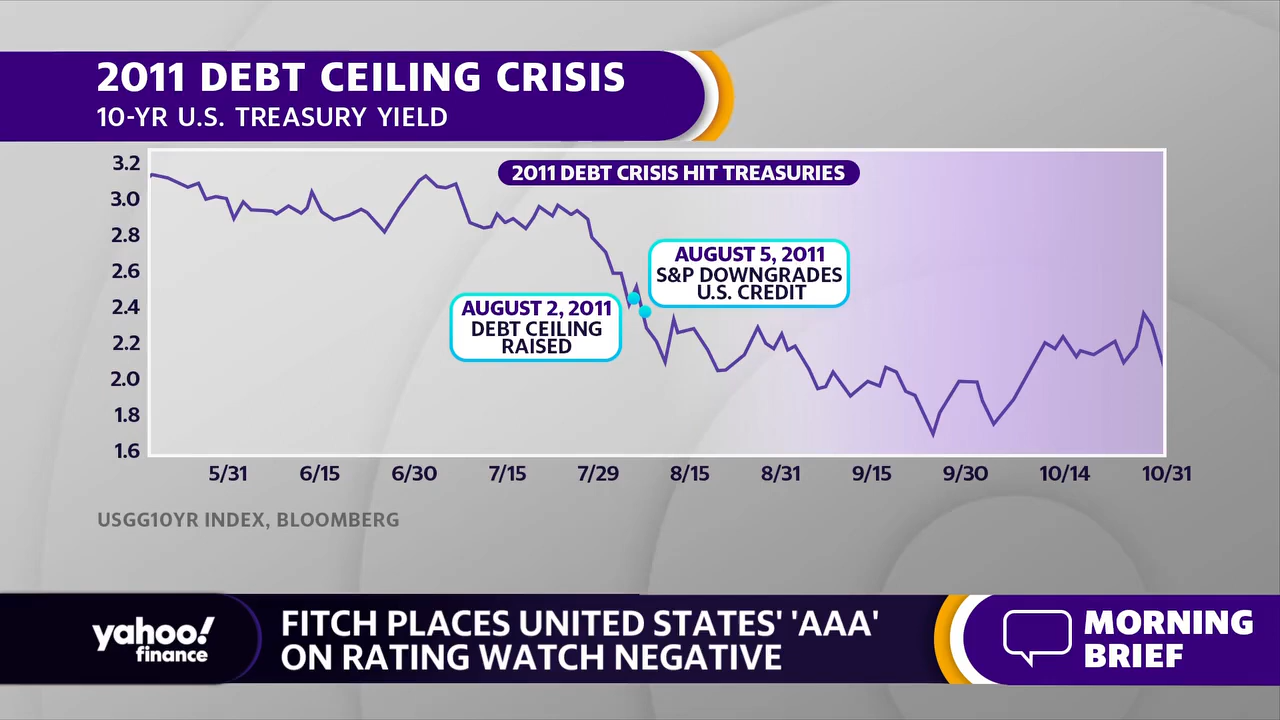 2011 DEBT CEILING CRISIS
10-YR U.S. TREASURY YIELD
3.2
3.0
2.8
2.6
2.4
2.2
2.0
1.8
1.6
2011 DEBT CRISIS HIT TREASURIES
AUGUST 5, 2011
S&P DOWNGRADES
U.S. CREDIT
AUGUST 2, 2011
DEBT CEILING
RAISED
5/31 6/15 6/30 7/15 7/29 8/15 8/31 9/15 9/30 10/14 10/31
USGG10YR INDEX, BLOOMBERG
yahoo!
finance
FITCH PLACES UNITED STATES' 'AAA'
ON RATING WATCH NEGATIVE
MORNING
BRIEF